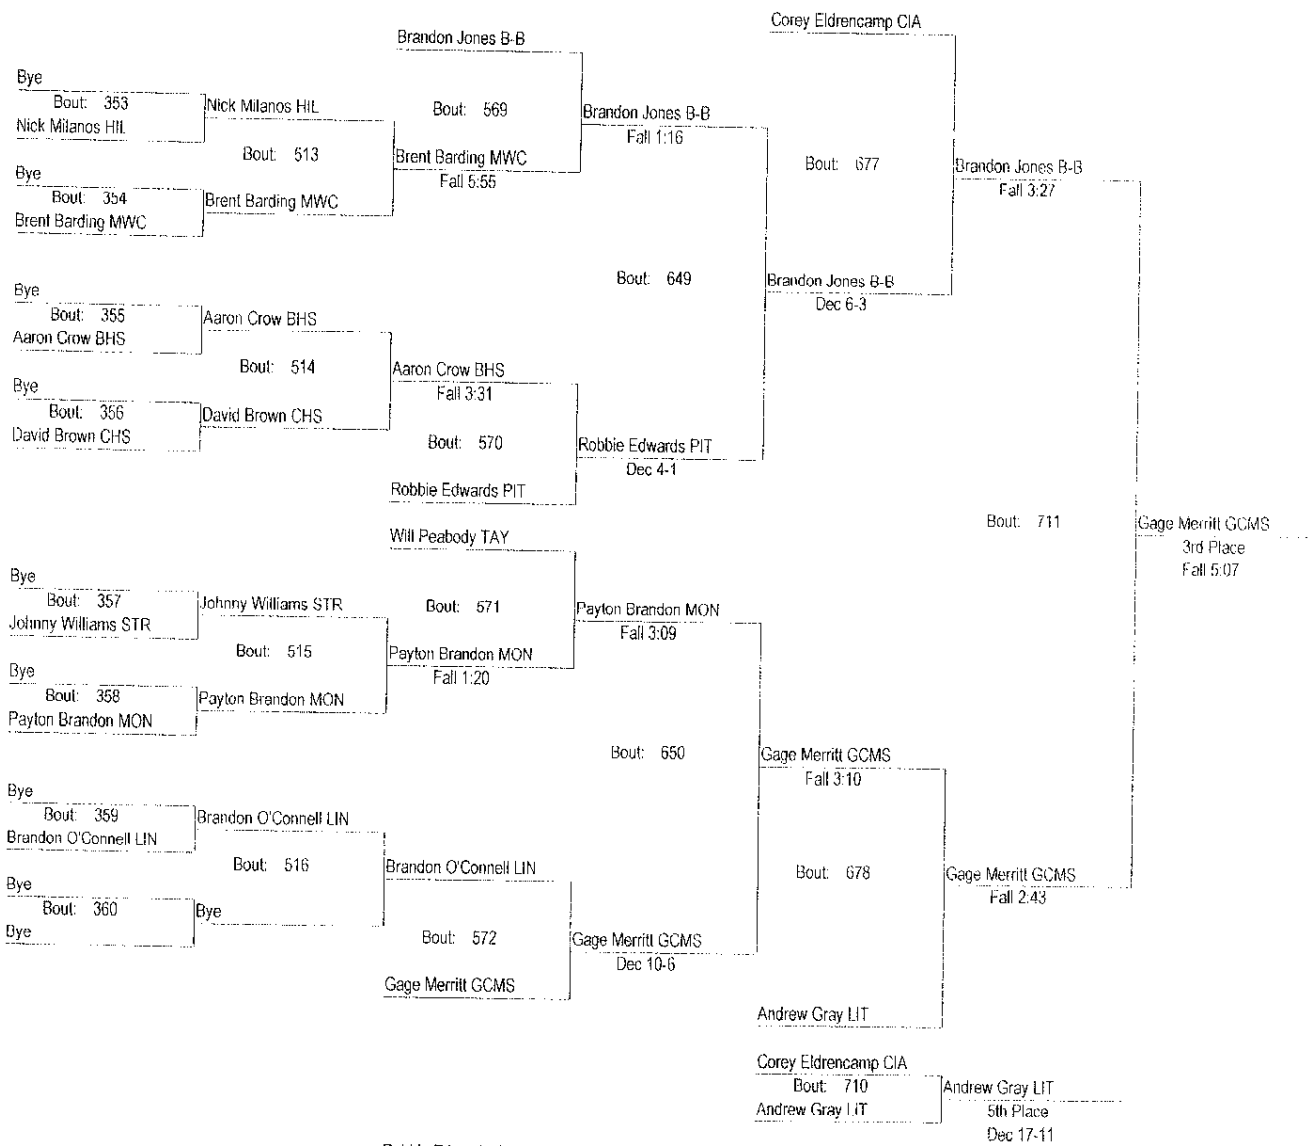 Corey Eldrencamp CIA
Brandon Jones B-B
Bye
Bout: 353
Nick Milanos HIL
Nick Milanos HIL
Bout: 569
Brandon Jones B-B
Fall 1:16
Bout: 513
Brent Barding MWC
Fall 5:55
Bout: 677
Brandon Jones B-B
Fall 3:27
Bye
Bout: 354
Brent Barding MWC
Brent Barding MWC
Bout: 649
Brandon Jones B-B
Dec 6-3
Bye
Bout: 355
Aaron Crow BHS
Aaron Crow BHS
Bout: 514
Aaron Crow BHS
Fall 3:31
Bye
Bout: 356
David Brown CHS
David Brown CHS
Bout: 570
Robbie Edwards PIT
Dec 4-1
Robbie Edwards PIT
Bout: 711
Gage Merritt GCMS
3rd Place
Fall 5:07
Will Peabody TAY
Bye
Bout: 357
Johnny Williams STR
Johnny Williams STR
Bout: 571
Payton Brandon MON
Fall 3:09
Bout: 515
Payton Brandon MON
Fall 1:20
Bye
Bout: 358
Payton Brandon MON
Payton Brandon MON
Bout: 650
Gage Merritt GCMS
Fall 3:10
Bye
Bout: 359
Brandon O'Connell LIN
Brandon O'Connell LIN
Bout: 516
Brandon O'Connell LIN
Bout: 678
Gage Merritt GCMS
Fall 2:43
Bye
Bout: 360
Bye
Bye
Bout: 572
Gage Merritt GCMS
Dec 10-6
Gage Merritt GCMS
Andrew Gray LIT
Corey Eldrencamp CIA
Bout: 710
Andrew Gray LIT
Andrew Gray LIT
5th Place
Dec 17-11